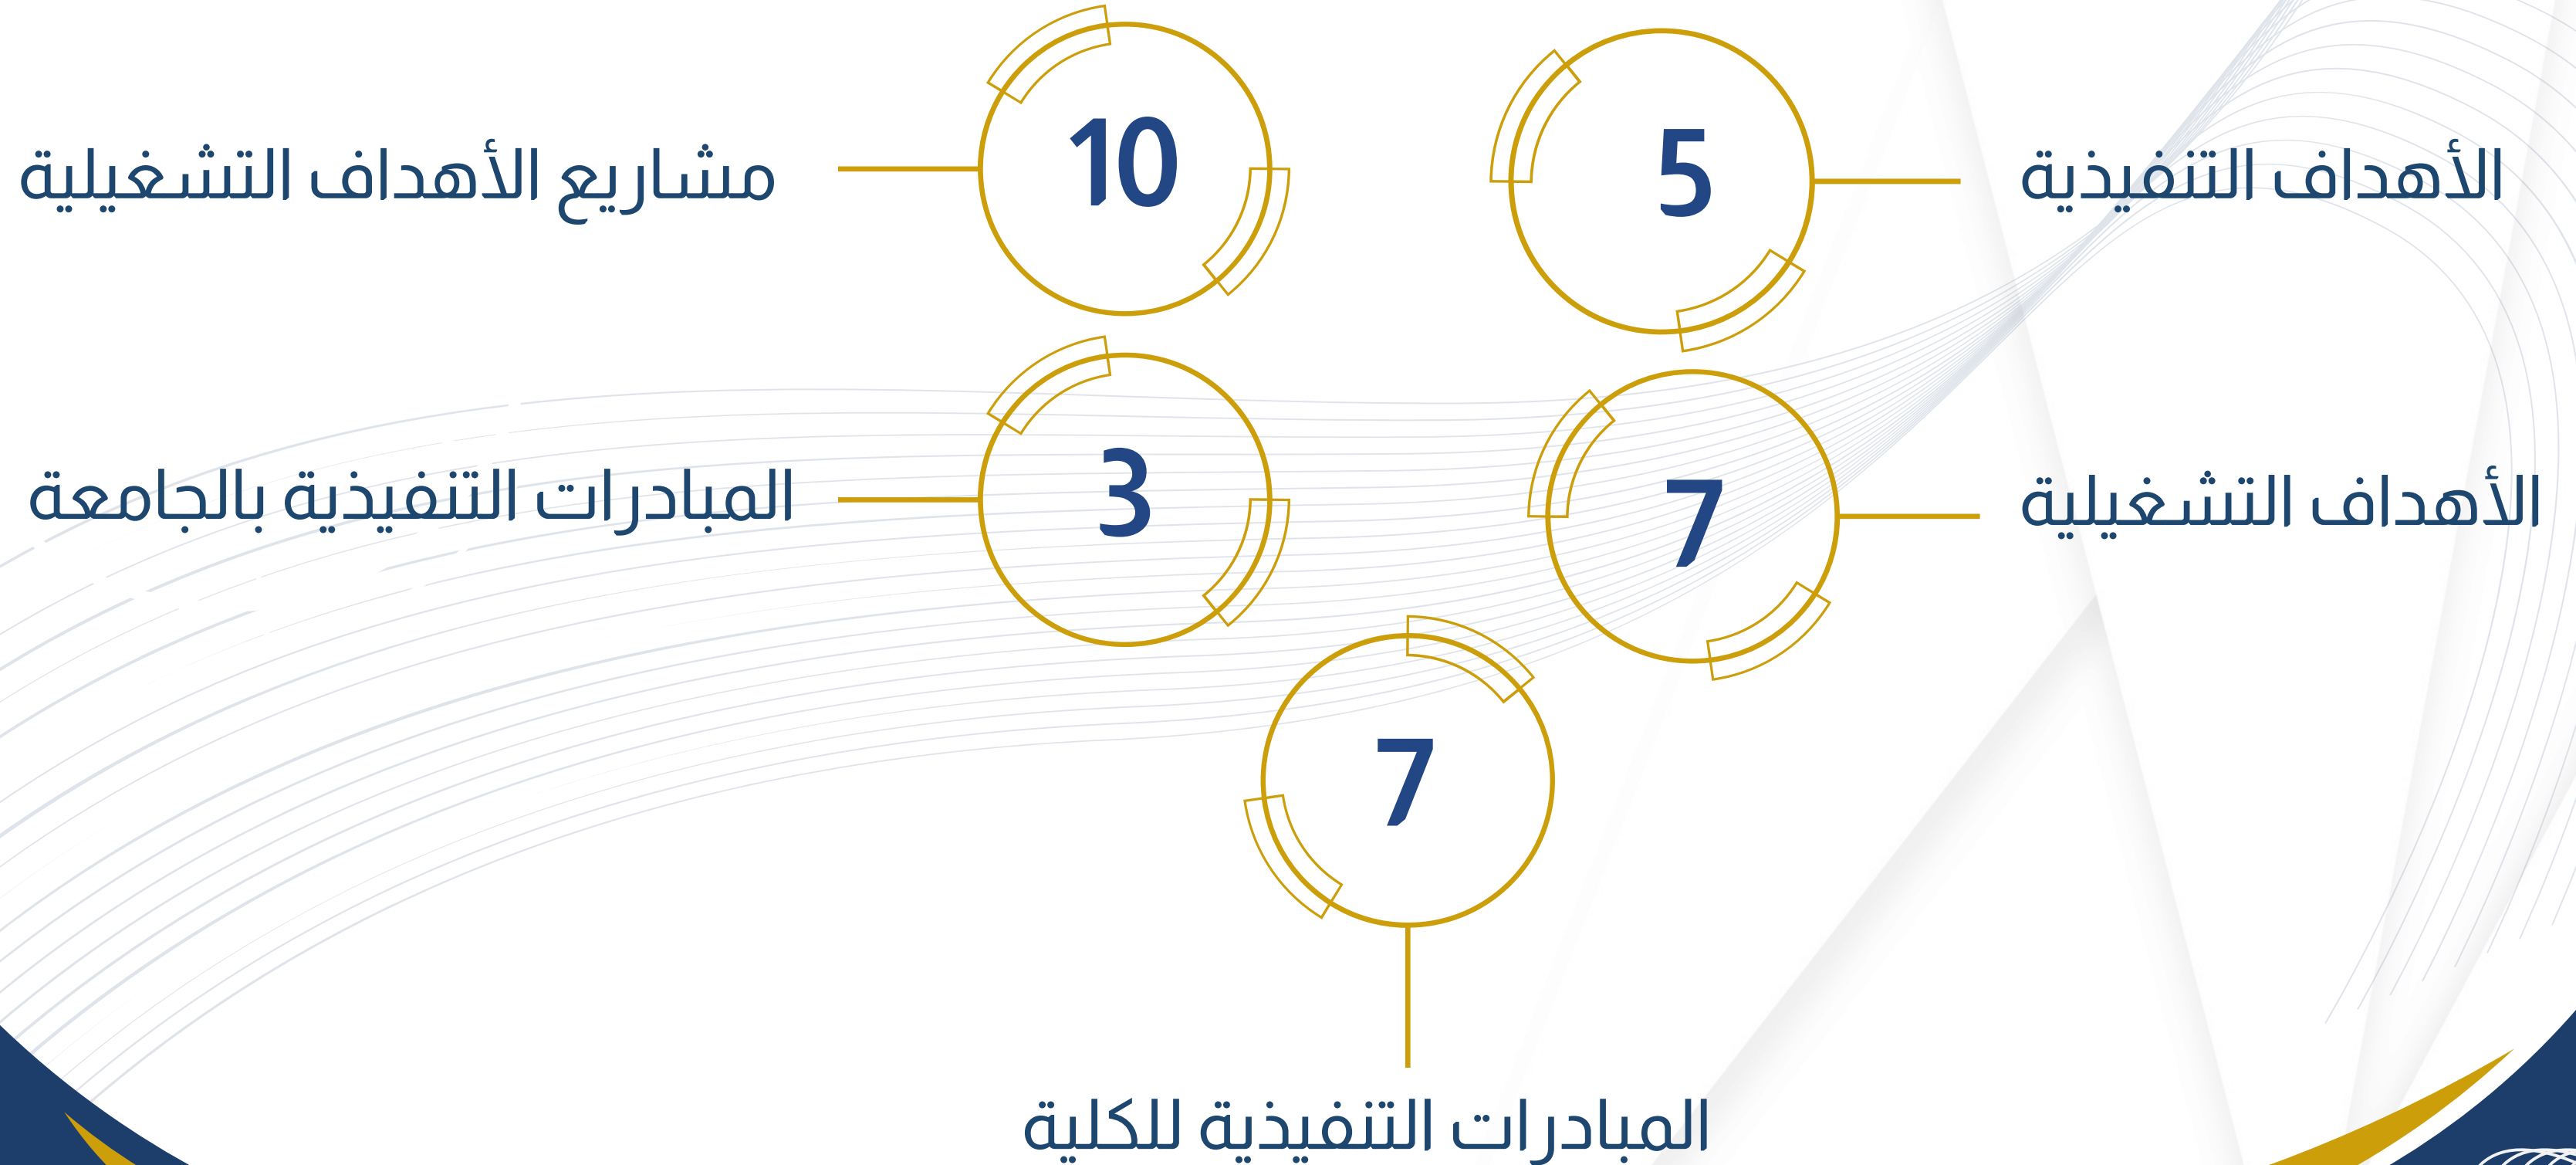 الأهداف التنفيذية
5
10
مشاريع الأهداف التشغيلية
الأهداف التشغيلية
7
3
المبادرات التنفيذية بالجامعة
7
المبادرات التنفيذية للكلية